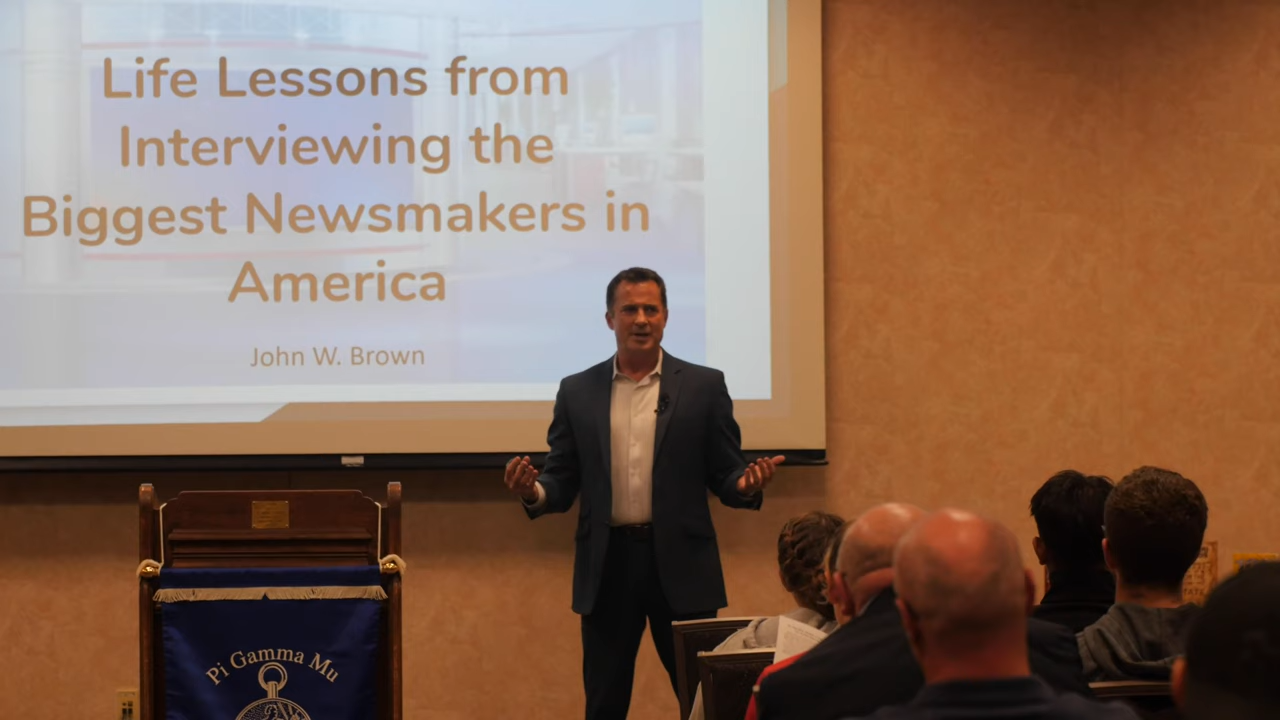 Life Lessons from
Interviewing the
Biggest Newsmakers in
America
John W. Brown
Pi Gamma Mu